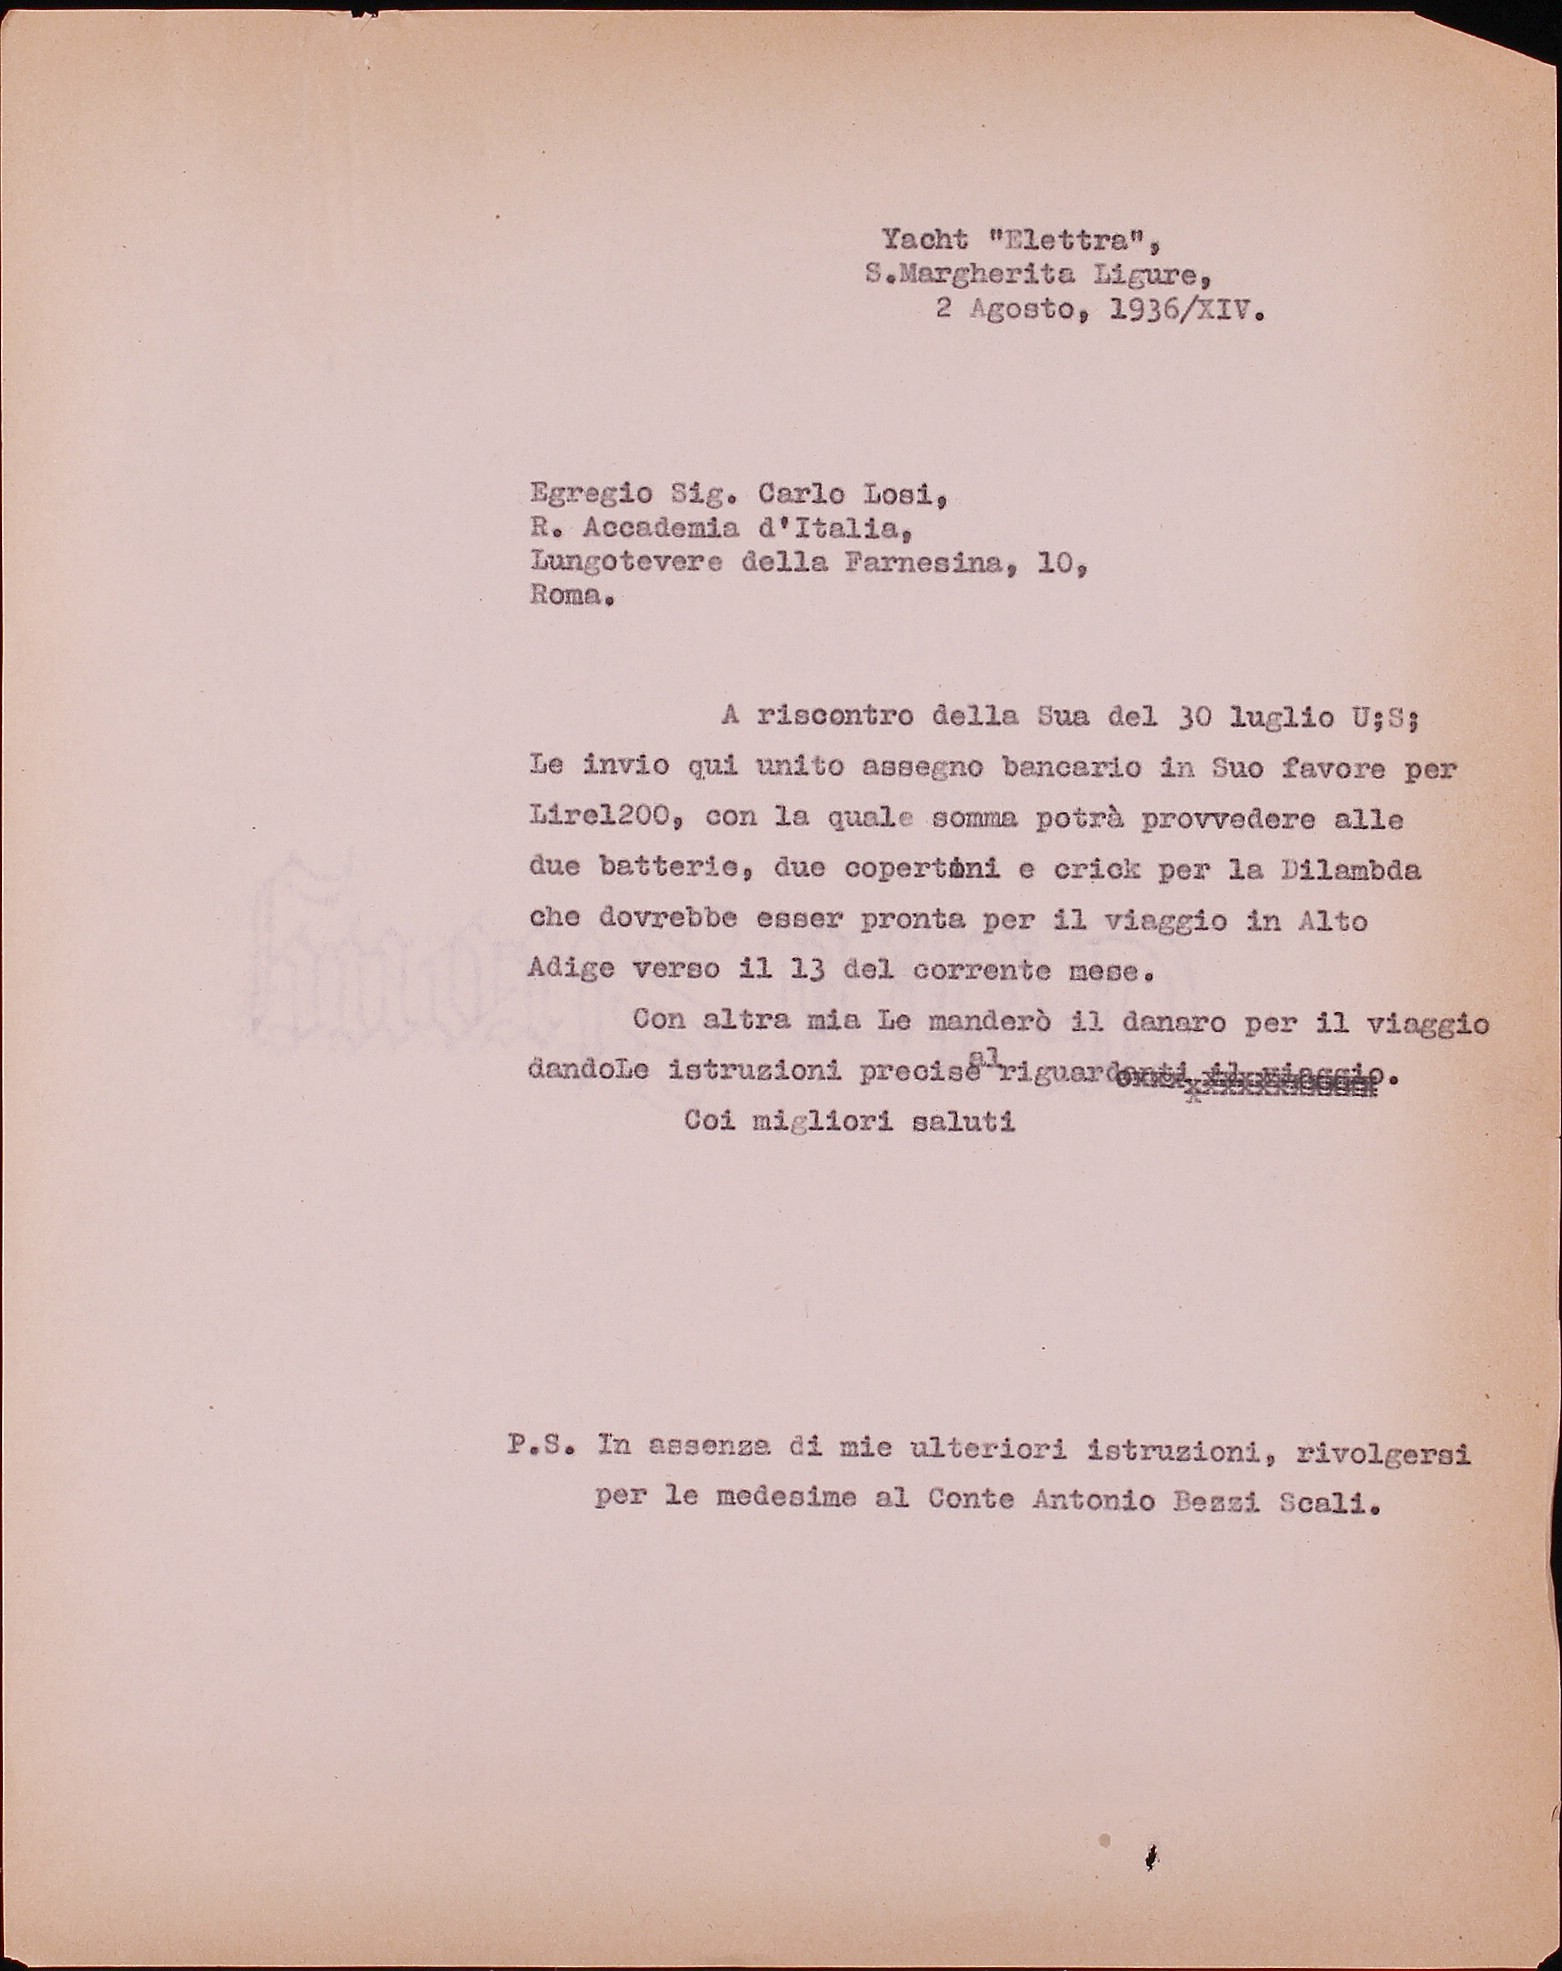 Yacht "Elettra",
S.Margherita Ligure,
2 Agosto, 1936/XIV.
Egregio Sig. Carlo Losi,
R. Accademia d'Italia,
Lungotevere della Farnesina, 10,
Roma.
A riscontro della Sua del 30 luglio U;S;
Le invio qui unito assegno bancario in Suo favore per
Lirel200, con la quale somma potrà provvedere alle
due batterie, due copertoni e crick per la Dilambda
che dovrebbe esser pronta per il viaggio in Alto
Adige verso il 13 del corrente mese.
Con altra mia Le manderò il danaro per il viaggio
dandoLe istruzioni precise al riguardo anti il viaggio.
Coi migliori saluti
P.S. In assenza di mie ulteriori istruzioni, rivolgersi
per le medesime al Conte Antonio Bezzi Scali.